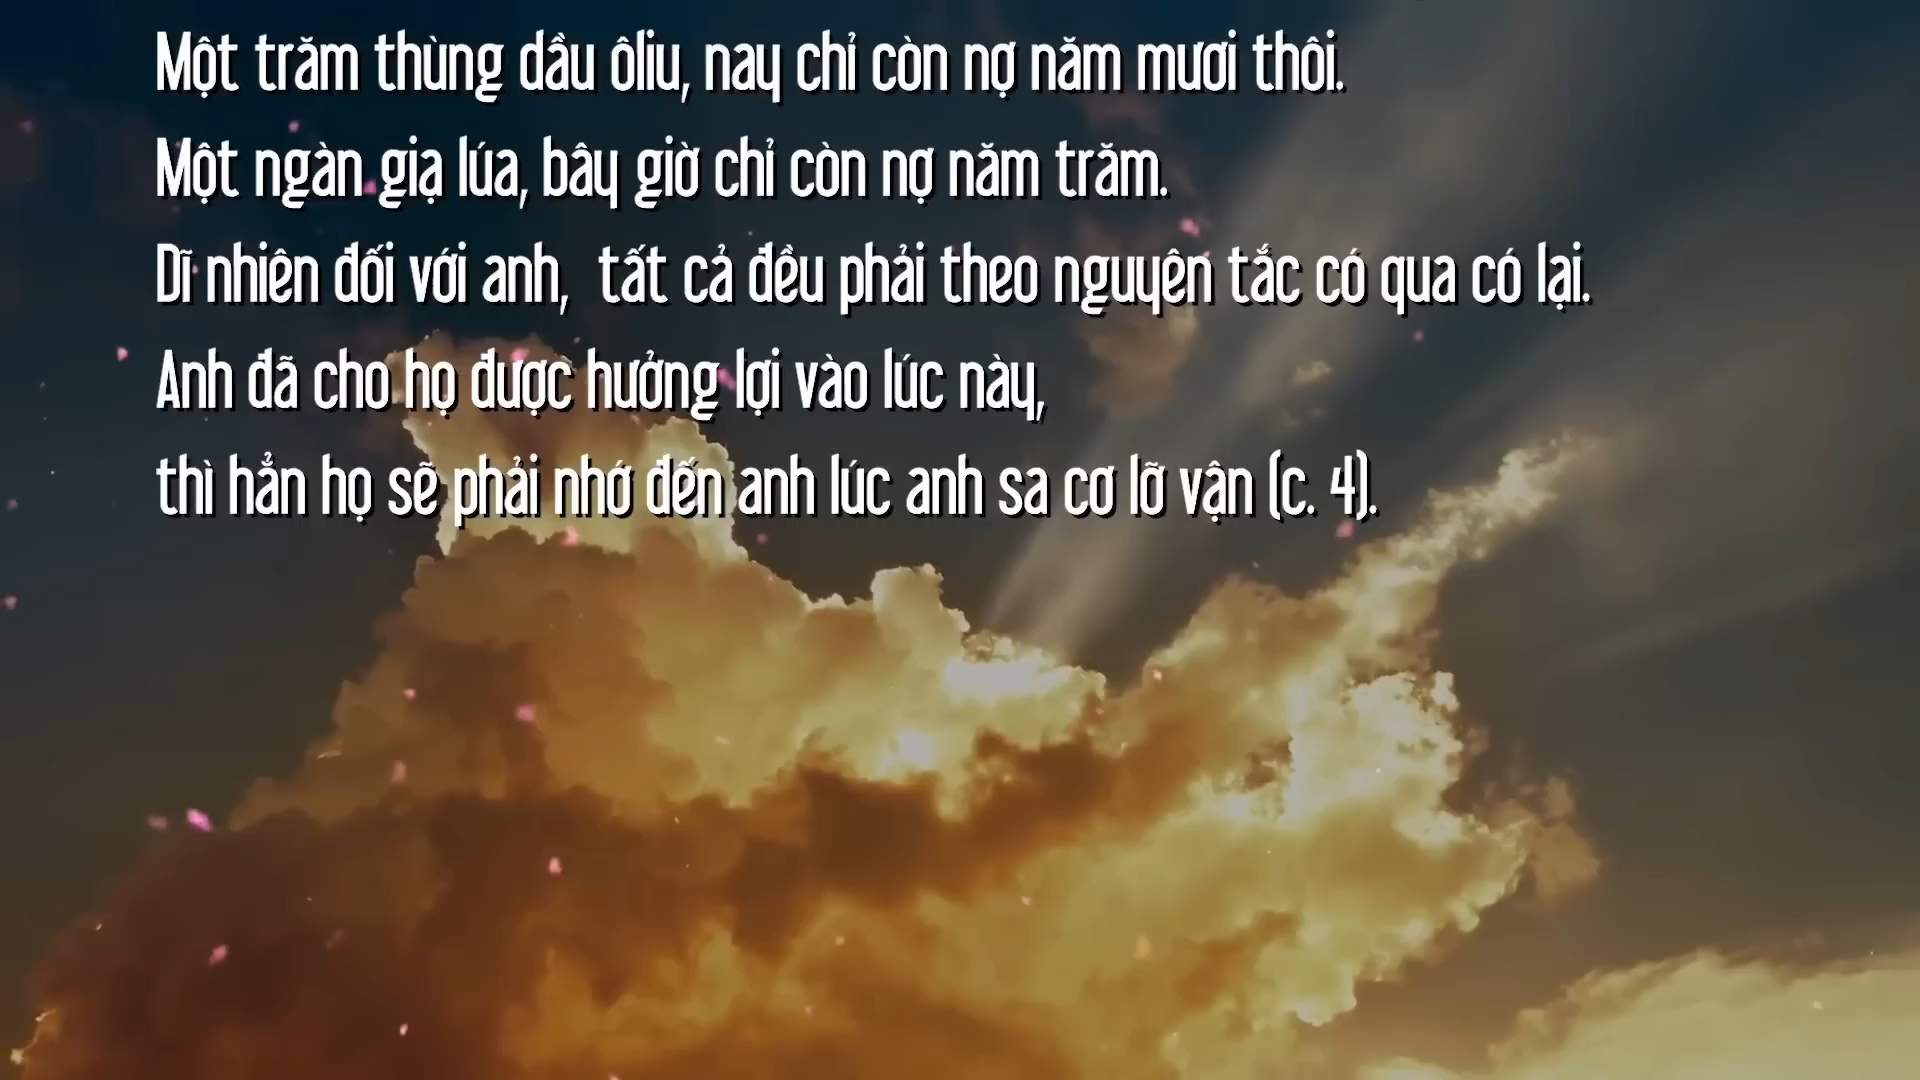 Một trăm thùng dầu ôliu, nay chỉ còn nợ năm mươi thôi.
Một ngàn giạ lúa, bây giờ chỉ còn nợ năm trăm.
Dĩ nhiên đối với anh, tất cả đều phải theo nguyên tắc có qua có lại.
Anh đã cho họ được hưởng lợi vào lúc này,
thì hẳn họ sẽ phải nhớ đến anh lúc anh sa cơ lỡ vận (c. 4).